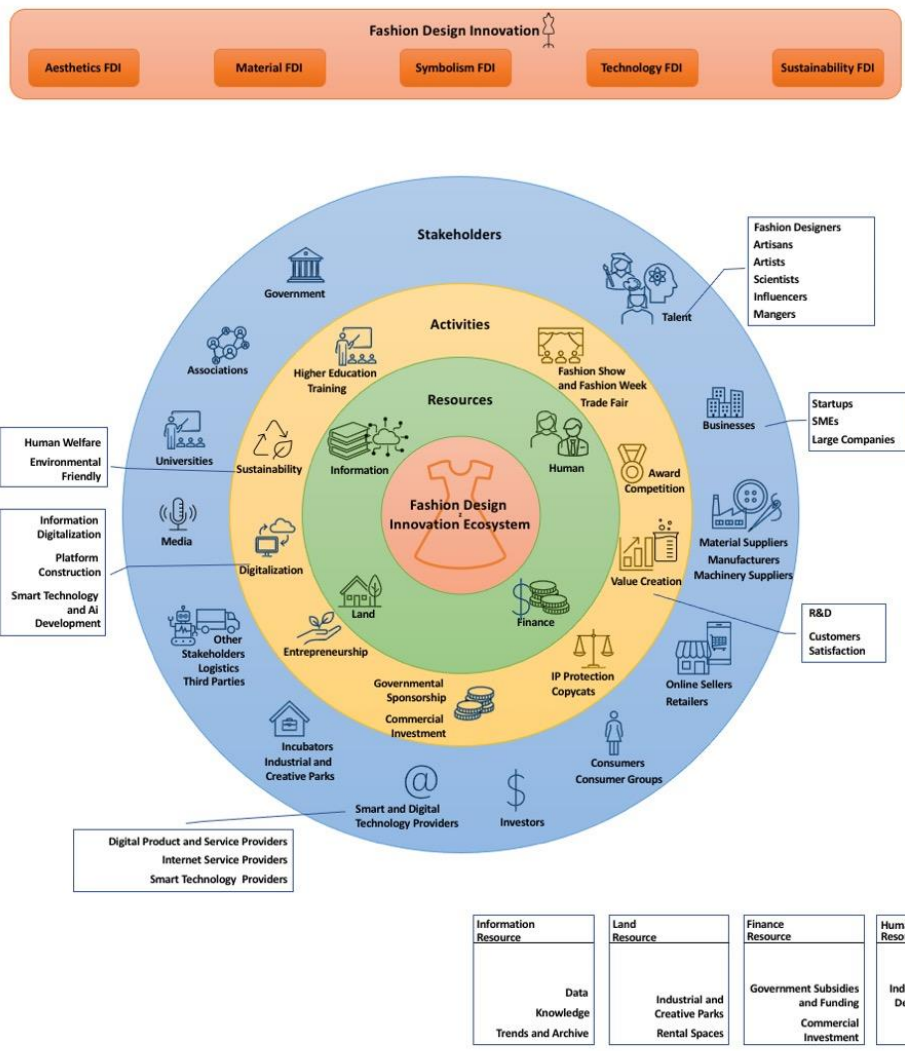 Fashion Design Innovation
Aesthetics FDI
Material FDI
Symbolism FDI
Technology FDI
Sustainability FDI
Stakeholders
Government
Talent
Fashion Designers
Artisans
Artists
Scientists
Influencers
Mangers
Associations
Activities
Higher Education
Training
Fashion Show
and Fashion Week
Trade Fair
Resources
Businesses
Startups
SMEs
Large Companies
Human Welfare
Environmental
Friendly
Universities
Sustainability
Information
Human
Award
Competition
Fashion Design
Innovation Ecosystem
Information
Digitalization
Platform
Construction
Smart Technology
and Ai
Development
Media
Digitalization
Land
Finance
Value Creation
Material Suppliers
Manufacturers
Machinery Suppliers
R&D
Customers
Satisfaction
Other
Stakeholders
Logistics
Third Parties
Entrepreneurship
Governmental
Sponsorship
Commercial
Investment
IP Protection
Copycats
Online Sellers
Retailers
Incubators
Industrial and
Creative Parks
Consumers
Consumer Groups
Smart and Digital
Technology Providers
Investors
Digital Product and Service Providers
Internet Service Providers
Smart Technology Providers
Information
Resource
Data
Knowledge
Trends and Archive
Land
Resource
Industrial and
Creative Parks
Rental Spaces
Finance
Resource
Government Subsidies
and Funding
Commercial
Investment